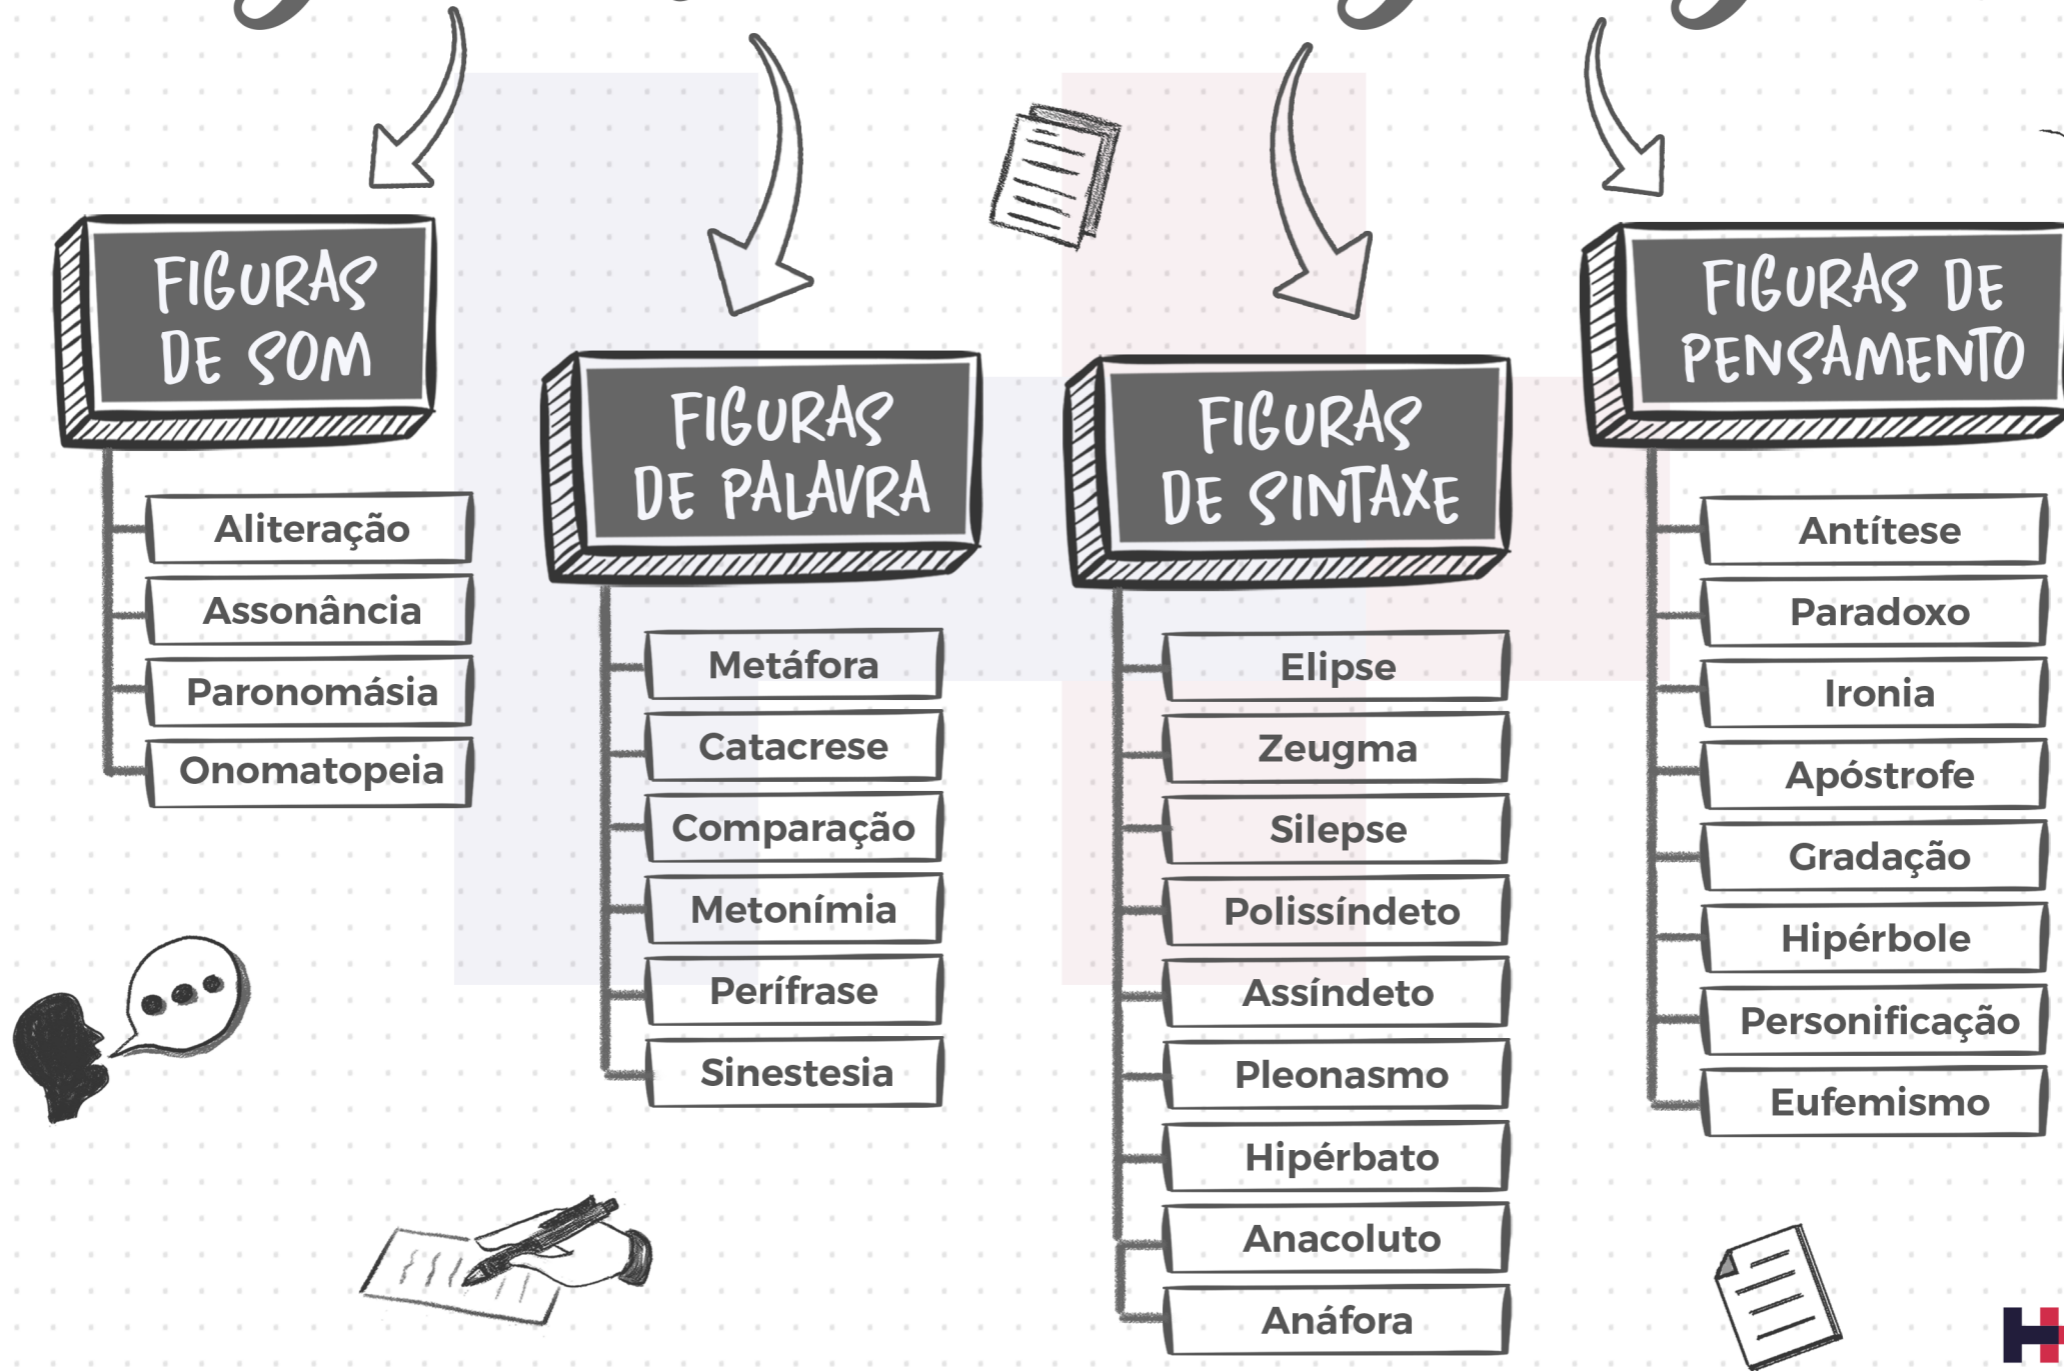 FIGURAS
DE SOM
Aliteração
Assonância
Paronomásia
Onomatopeia
FIGURAS
DE PALAVRA
Metáfora
Catacrese
Comparação
Metonímia
Perífrase
Sinestesia
FIGURAS
DE SINTAXE
Elipse
Zeugma
Silepse
Polissíndeto
Assíndeto
Pleonasmo
Hipérbato
Anacoluto
Anáfora
FIGURAS DE
PENSAMENTO
Antítese
Paradoxo
Ironia
Apóstrofe
Gradação
Hipérbole
Personificação
Eufemismo